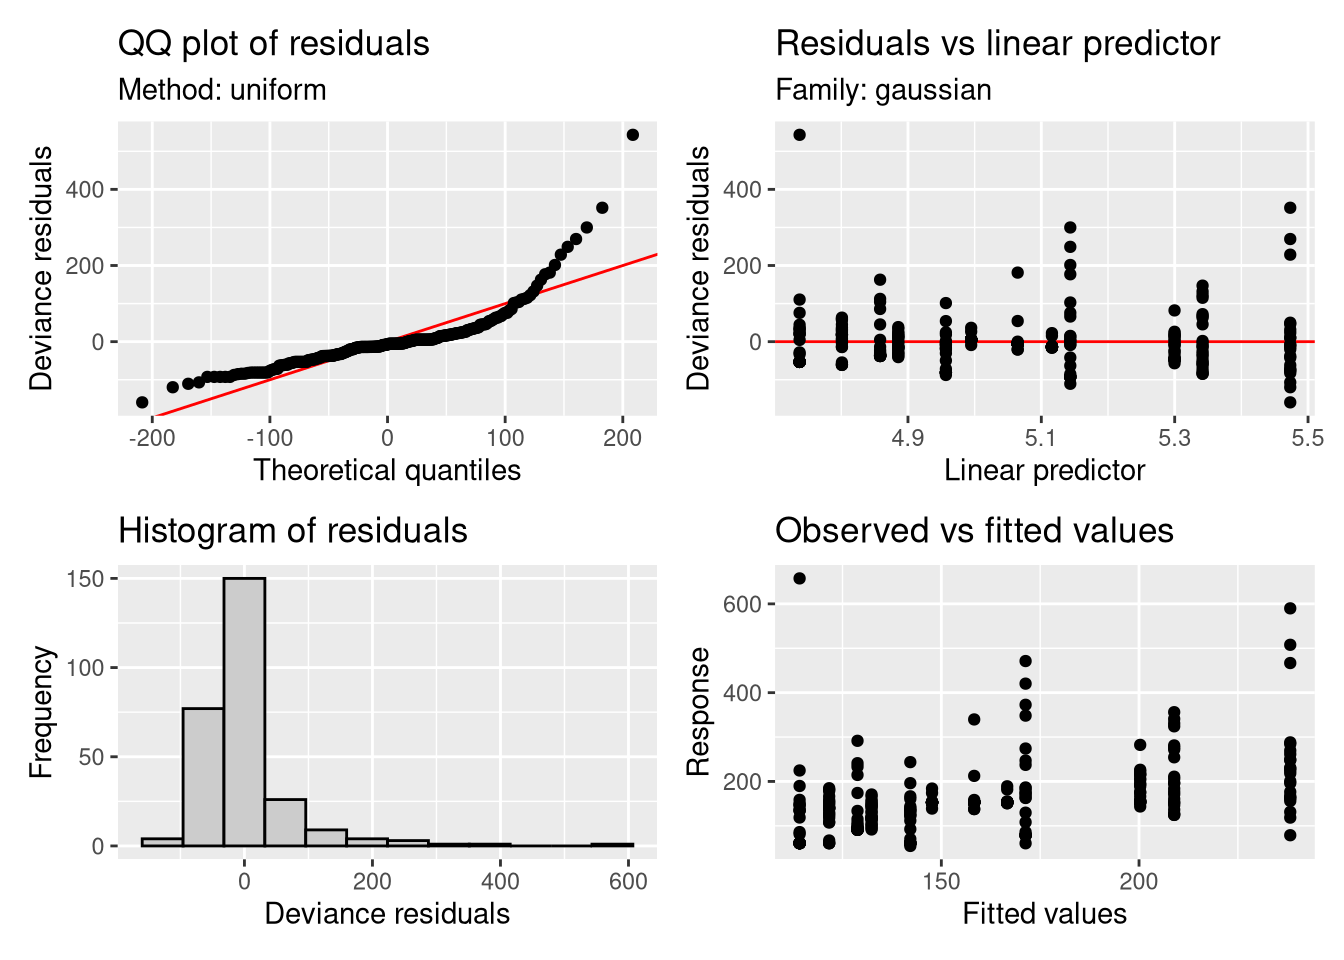 QQ plot of residuals
Method: uniform
Deviance residuals
400
200
0
-200 -100 0 100 200
Theoretical quantiles
Residuals vs linear predictor
Family: gaussian
Deviance residuals
400
200
0
4.9 5.1 5.3 5.5
Linear predictor
Histogram of residuals
Frequency
150
100
50
0
0 200 400 600
Deviance residuals
Observed vs fitted values
Response
600
400
200
150 200
Fitted values